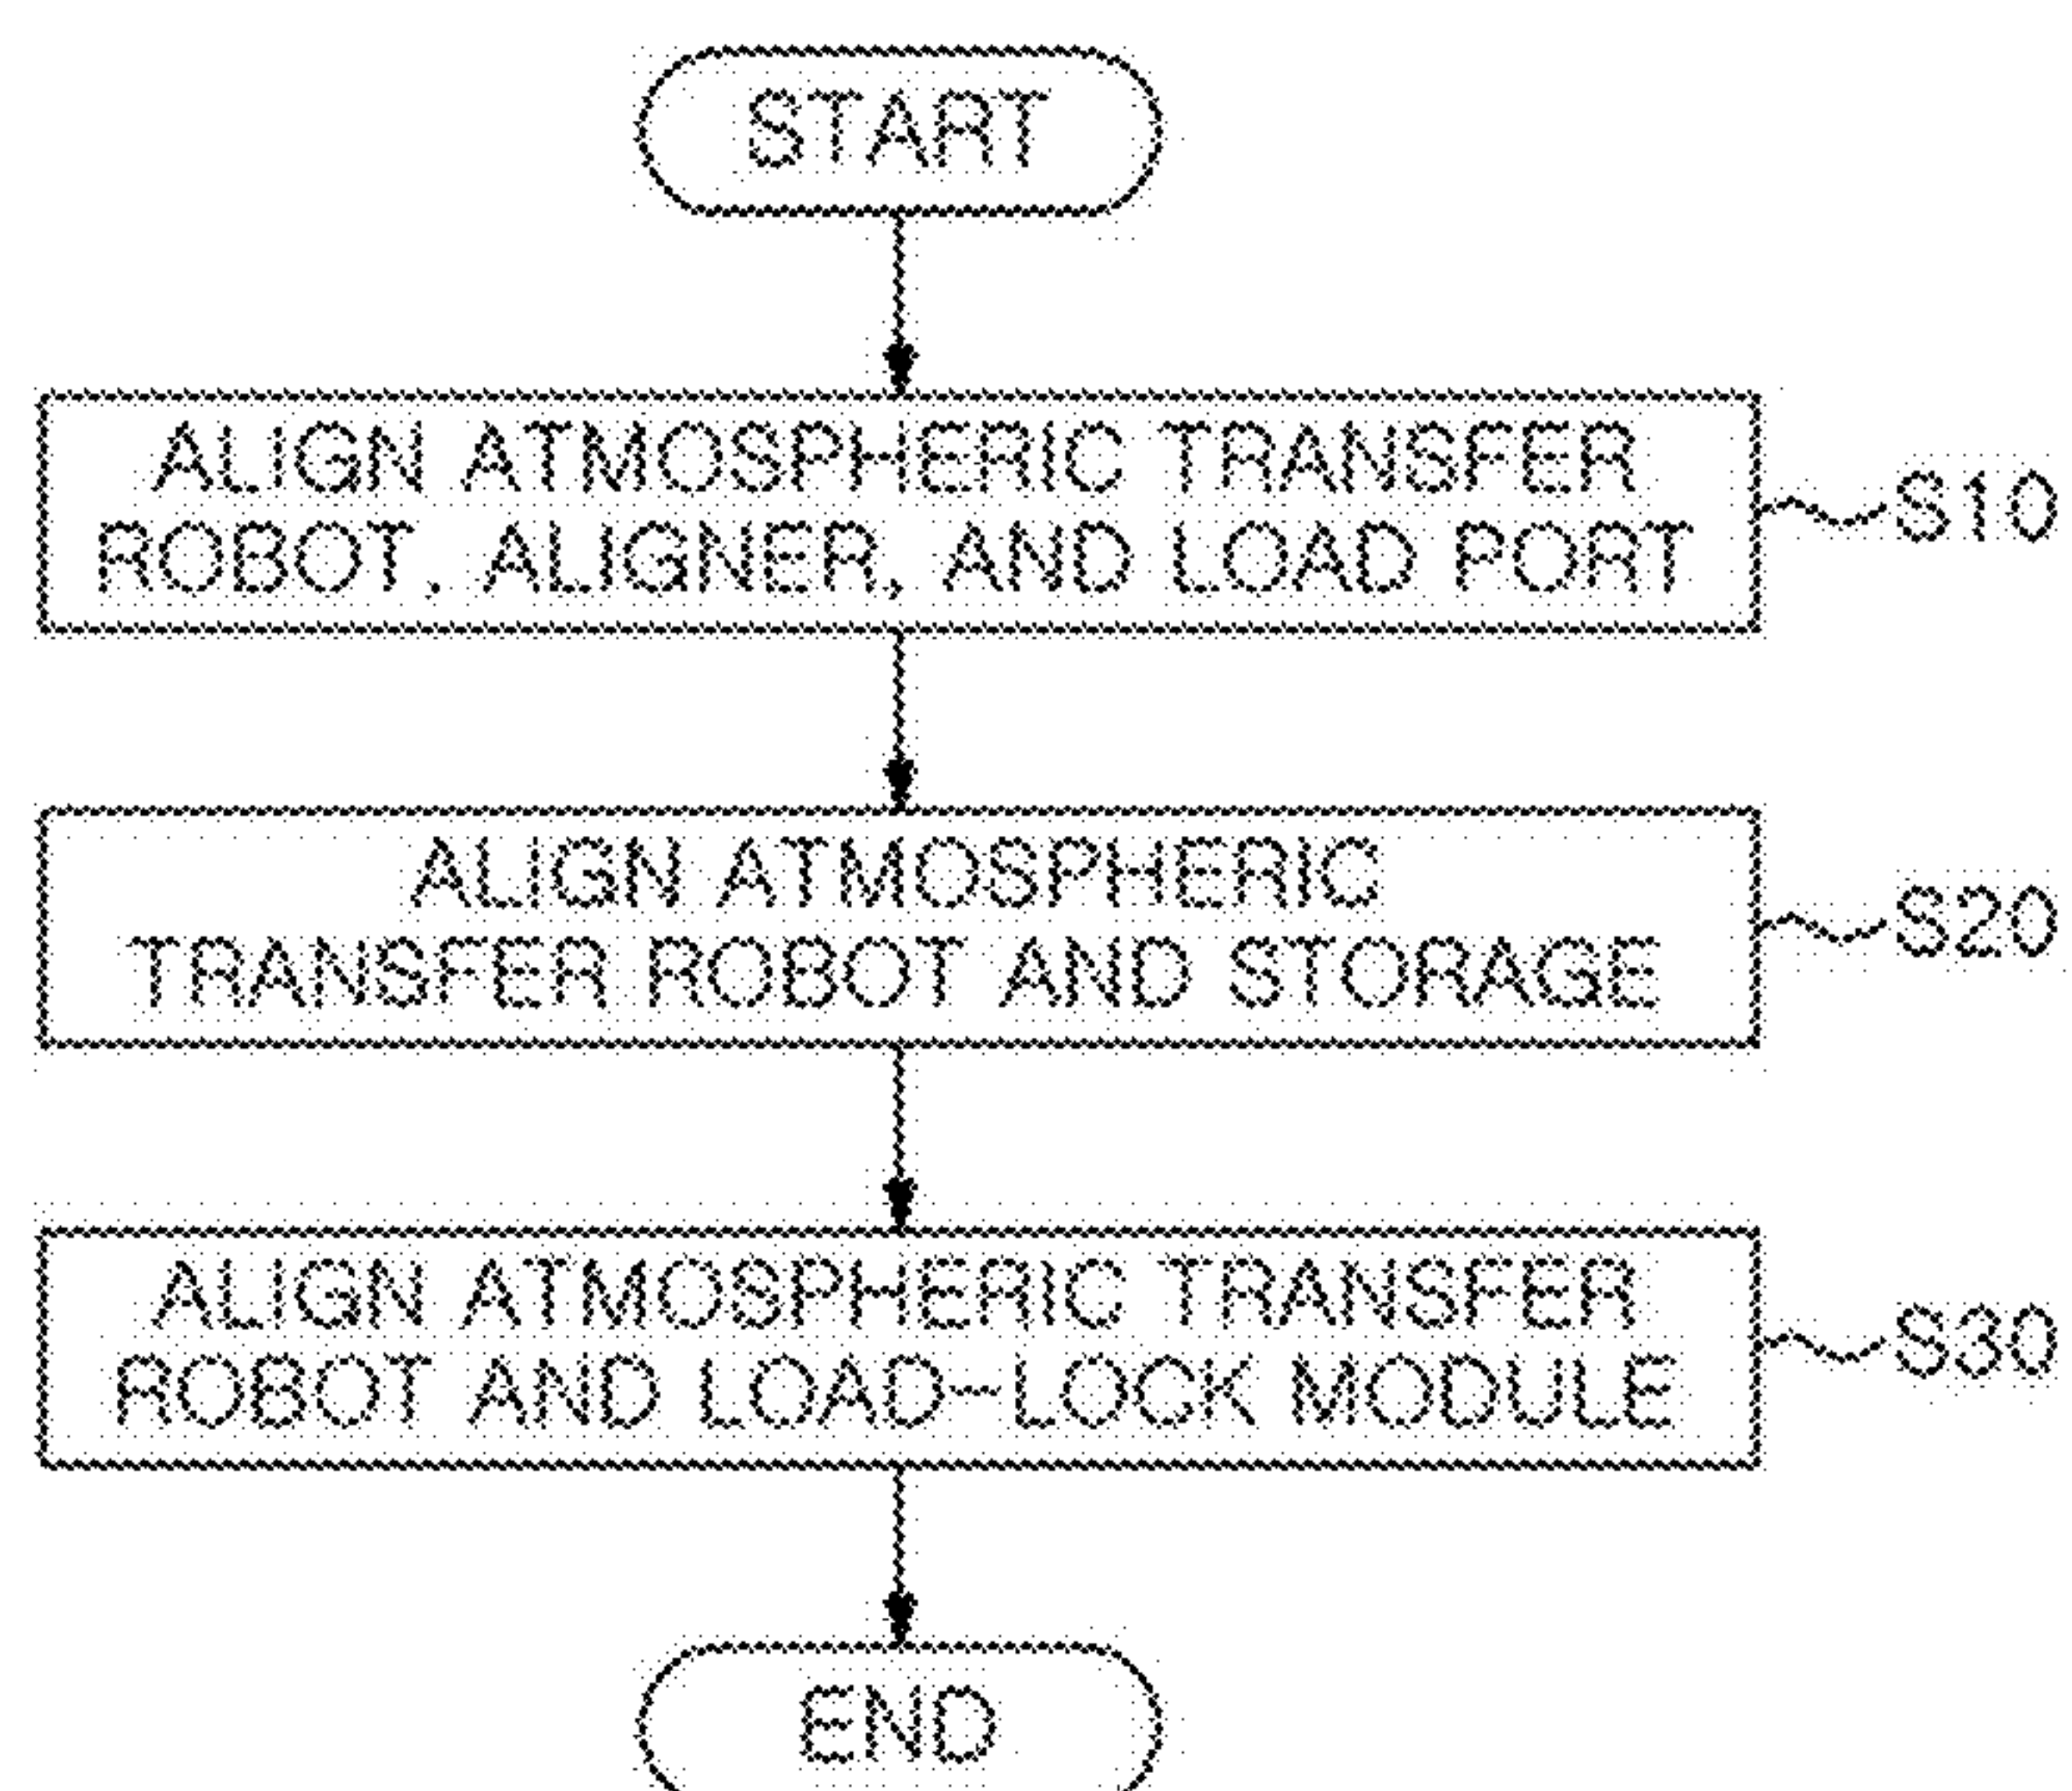 START
ALIGN ATMOSPHERIC TRANSFER
ROBOT, ALIGNER, AND LOAD PORT
S10
ALIGN ATMOSPHERIC
TRANSFER ROBOT AND STORAGE
S20
ALIGN ATMOSPHERIC TRANSFER
ROBOT AND LOAD-LOCK MODULE
S30
END